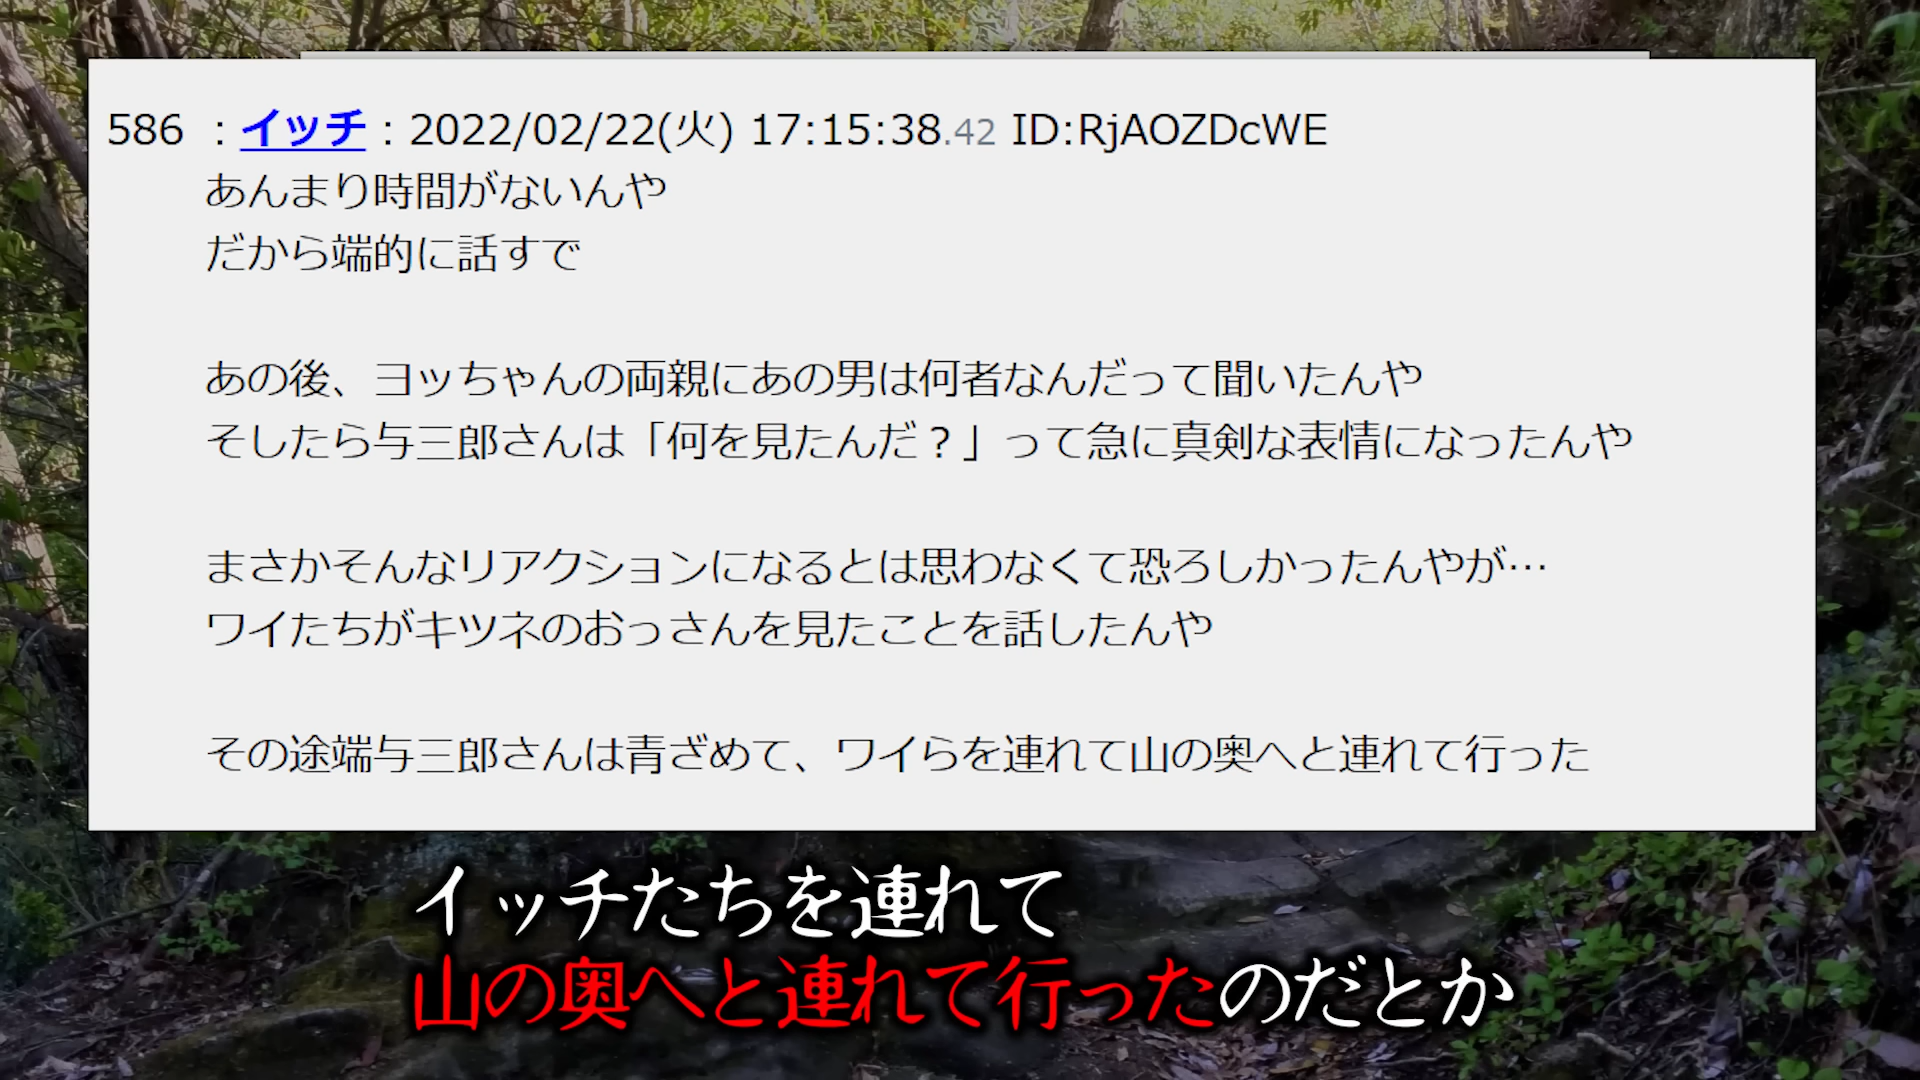 586 ：イッチ：2022/02/22(火) 17:15:38.42 ID:RjAOZDcWE
あんまり時間がないんや
だから端的に話すで
あの後、ヨッちゃんの両親にあの男は何者なんだって聞いたんや
そしたら与三郎さんは「何を見たんだ？」って急に真剣な表情になったんや
まさかそんなリアクションになるとは思わなくて恐ろしかったんやが…
ワイたちがキツネのおっさんを見たことを話したんや
その途端与三郎さんは青ざめて、ワイらを連れて山の奥へと連れて行った
イッチたちを連れて
山の奥へと連れて行ったのだとか